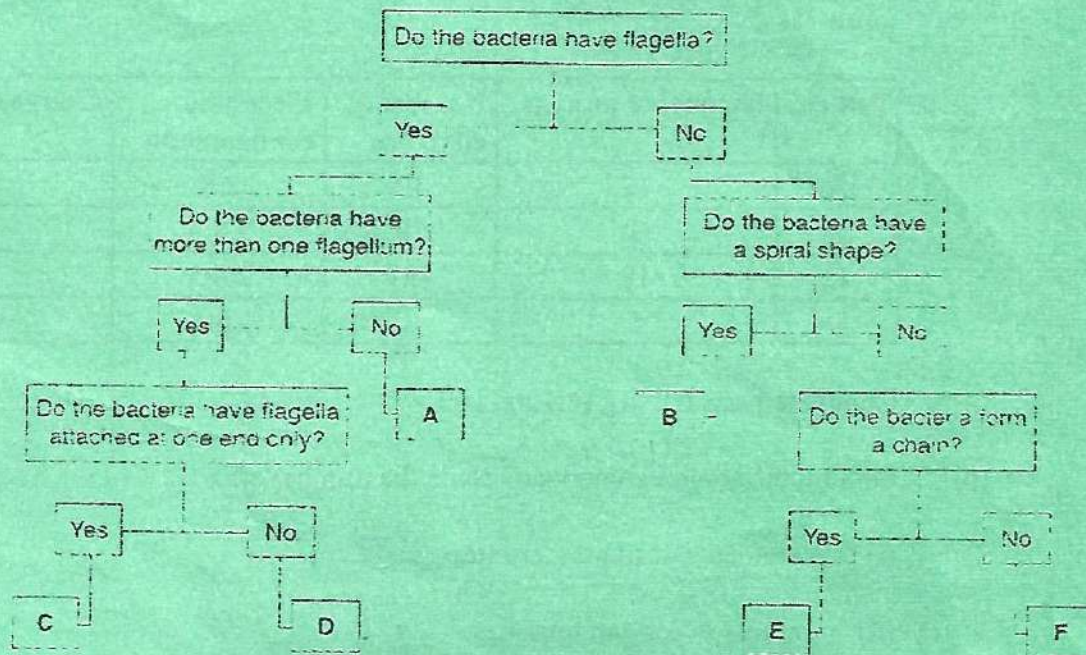 Do the bacteria have flagella?
Yes
No
Do the bacteria have
more than one flagellum?
Do the bacteria have
a spiral shape?
Yes
No
Yes
No
Do the bacteria have flagella
attached at one end only?
A
B
Do the bacteria form
a chain?
Yes
No
Yes
No
C
D
E
F